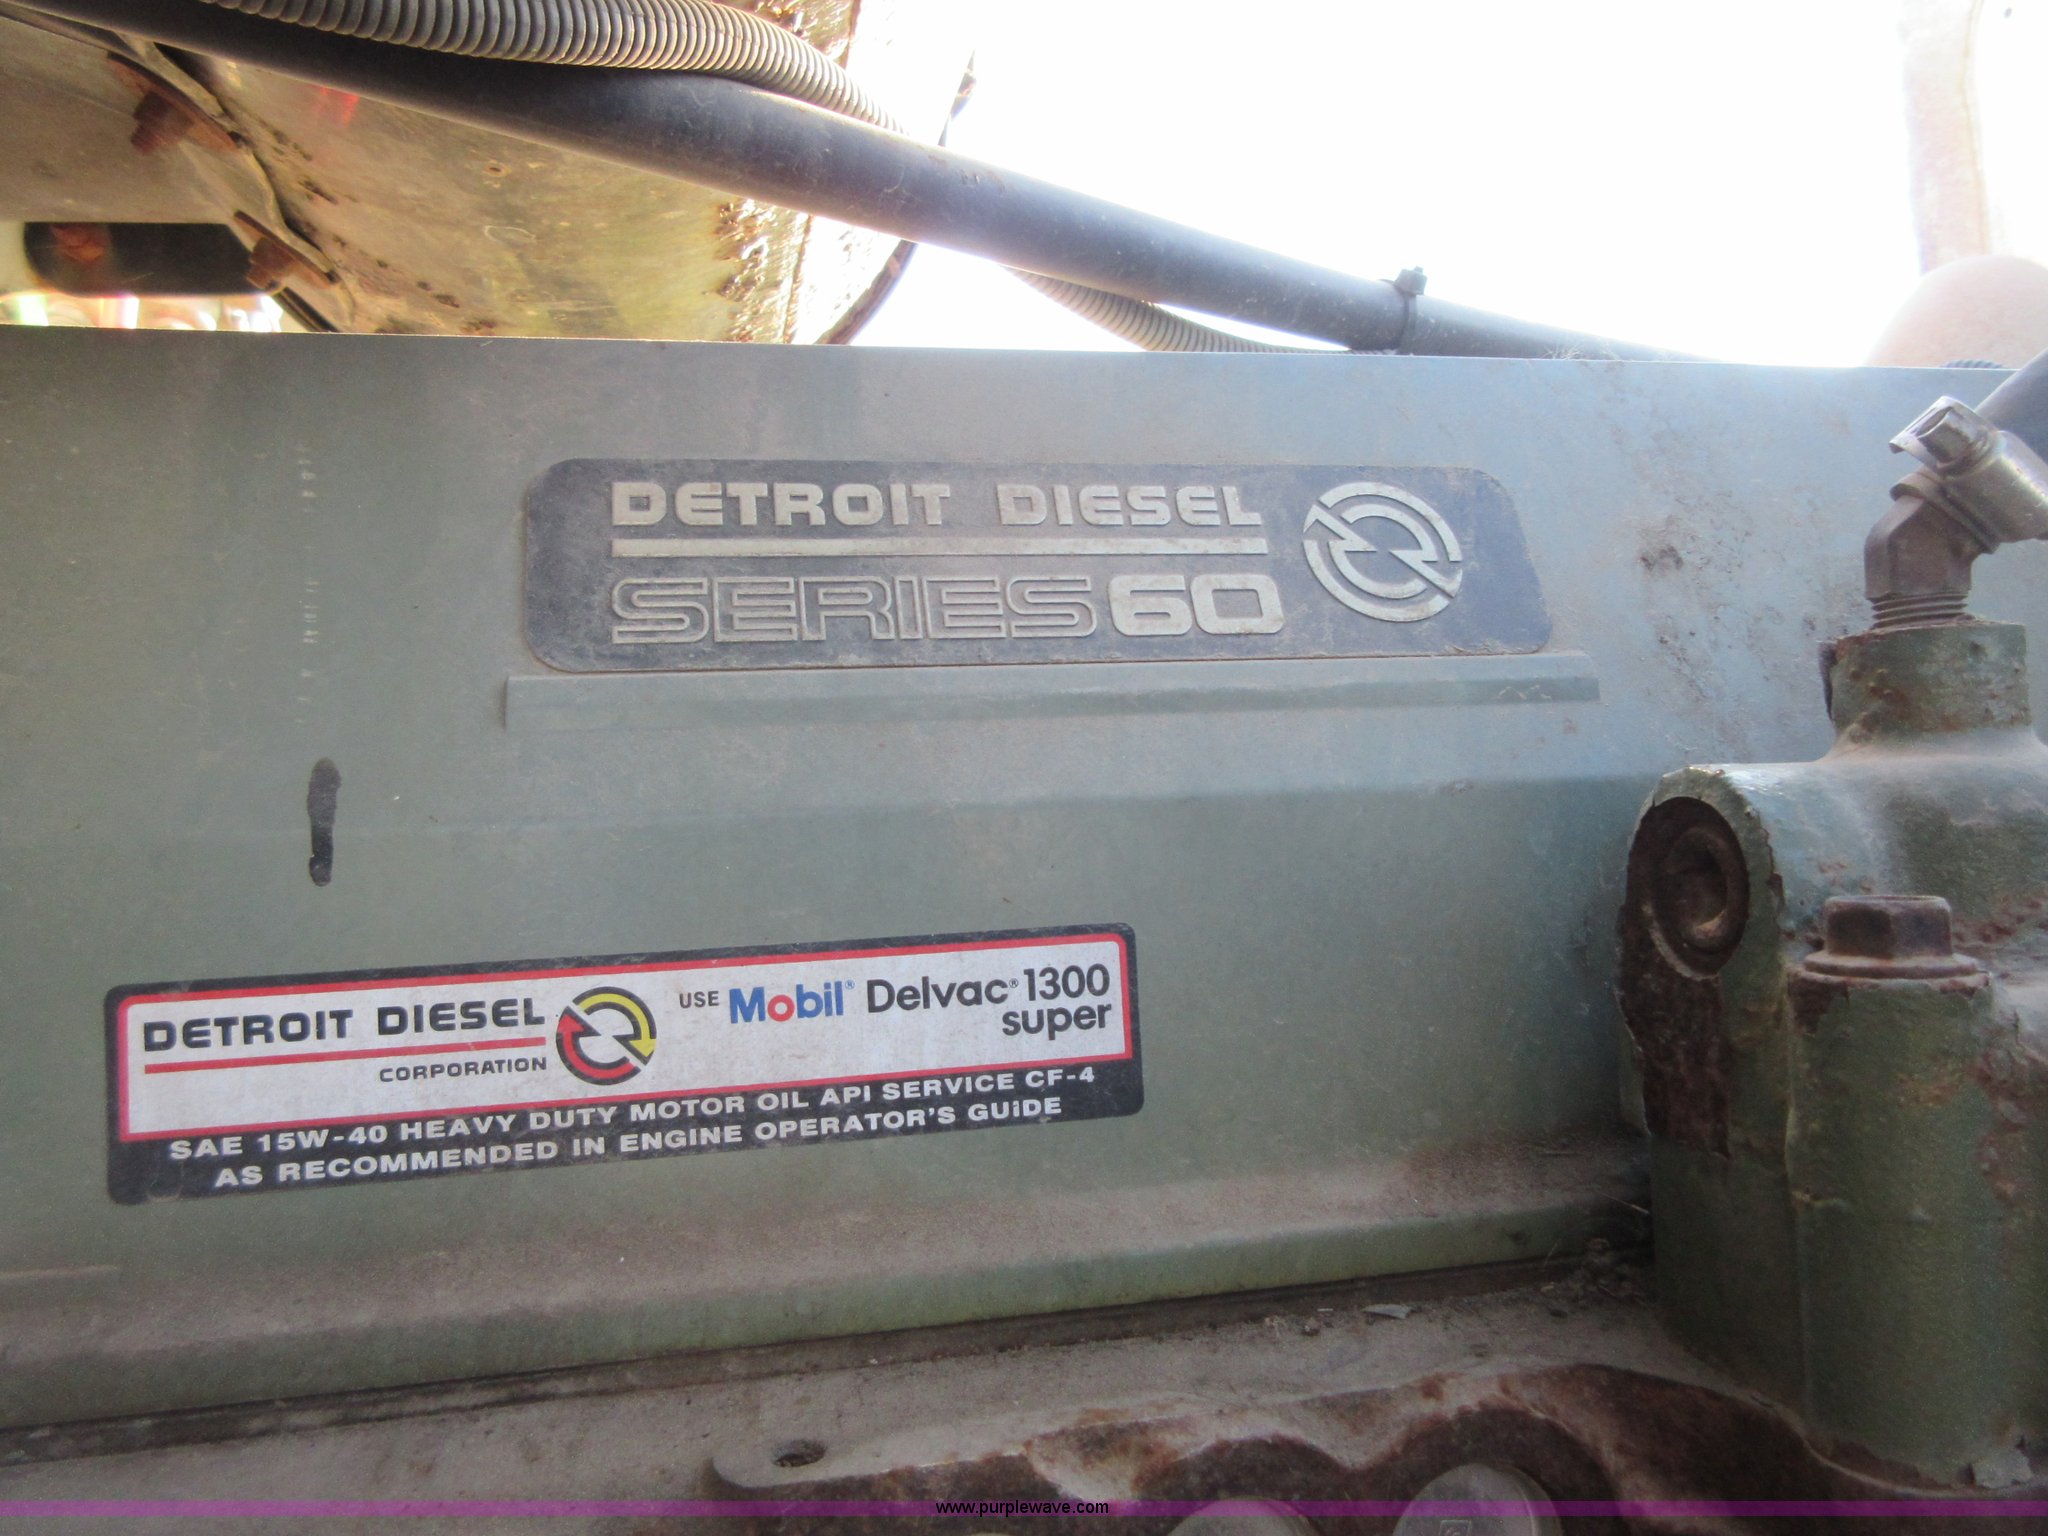 DETROIT DIESEL
SERIES 60
DETROIT DIESEL
CORPORATION
USE Mobil® Delvac® 1300
super
SAE 15W-40 HEAVY DUTY MOTOR OIL API SERVICE CF-4
AS RECOMMENDED IN ENGINE OPERATOR'S GUIDE
www.purplewave.com